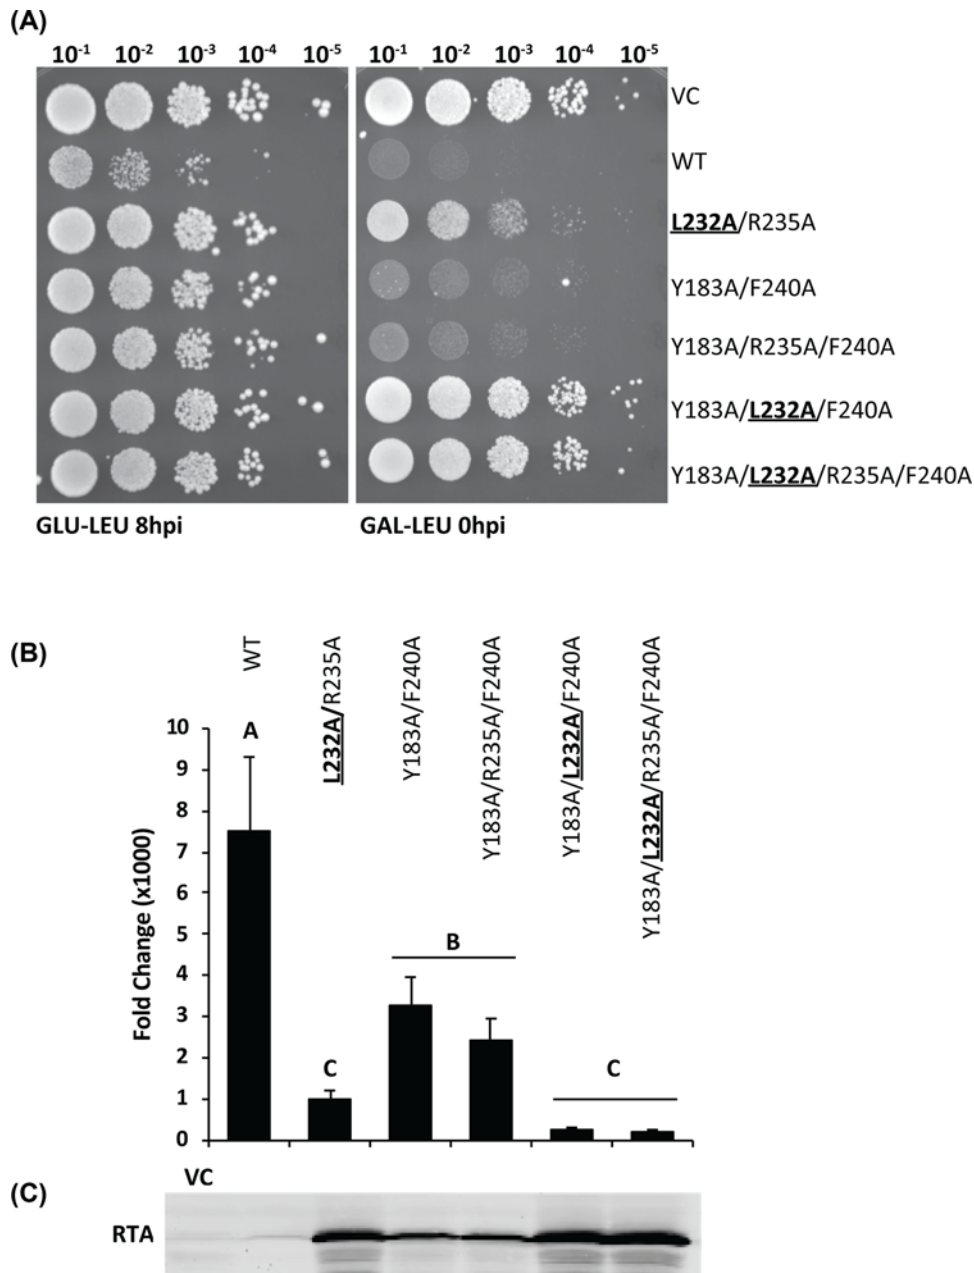 (A)
10-1 10-2 10-3 10-4 10-5 10-1 10-2 10-3 10-4 10-5
VC
WT
L232A/R235A
Y183A/F240A
Y183A/R235A/F240A
Y183A/L232A/F240A
Y183A/L232A/R235A/F240A
GLU-LEU 8hpi GAL-LEU 0hpi
(B)
WT
L232A/R235A
Y183A/F240A
Y183A/R235A/F240A
Y183A/L232A/F240A
Y183A/L232A/R235A/F240A
Fold Change (x1000)
10
9
8
7
6
5
4
3
2
1
0
A
C
B
C
(C)
VC
RTA